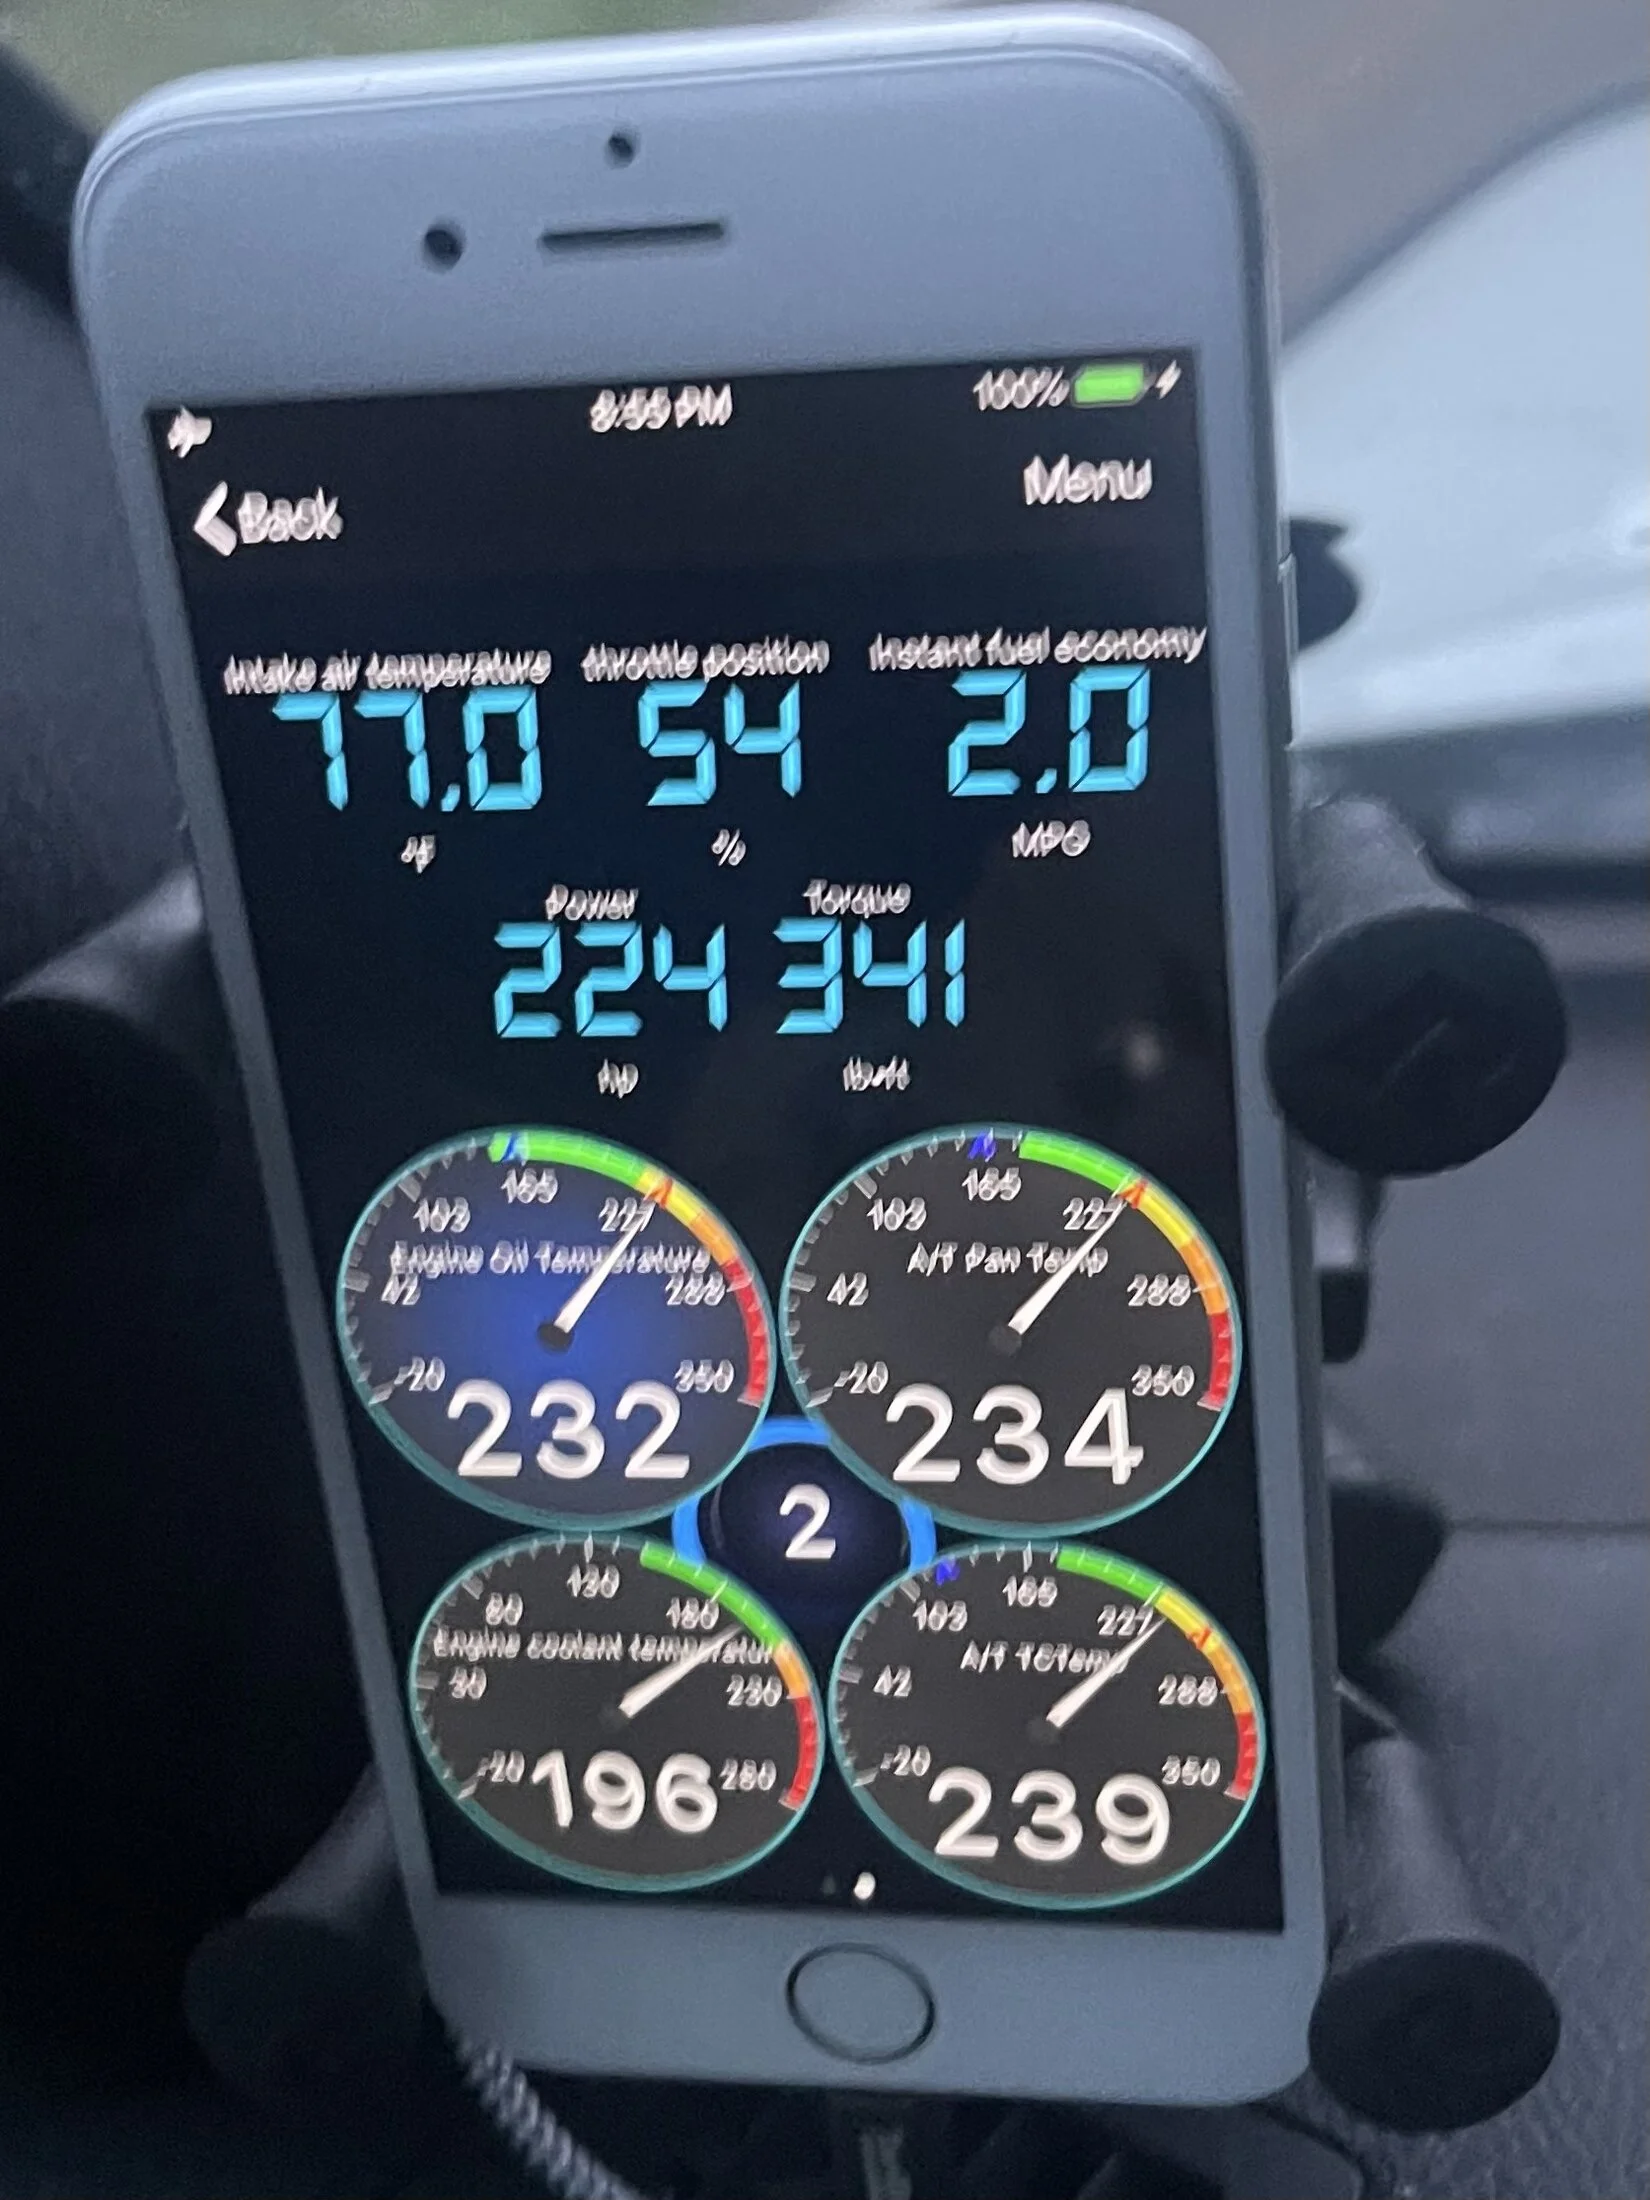 8:55 PM 100%
Back Menu
Intake air temperature throttle position Instant fuel economy
77.0 54 2.0
°F % MPG
Power Torque
224 341
hp lb-ft
165 165
103 227 103 227
Engine Oil Temperature A/T Pan Temp
42 288 42 288
-20 350 -20 350
232 234
2
130 165
80 180 103 227
Engine coolant temperatur A/T TCTemp
30 230 42 288
-20 280 -20 350
196 239